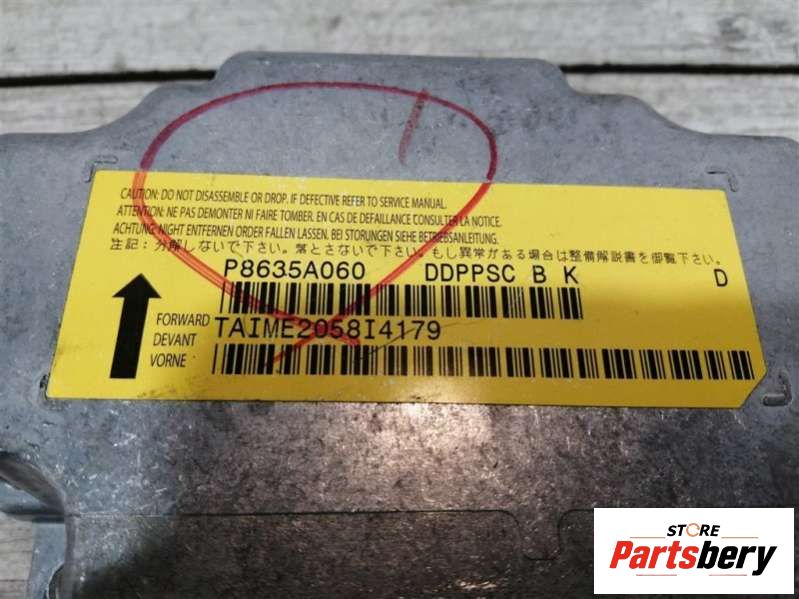 CAUTION: DO NOT DISASSEMBLE OR DROP. IF DEFECTIVE REFER TO SERVICE MANUAL.
ATTENTION: NE PAS DEMONTER NI FAIRE TOMBER. EN CAS DE DEFAILLANCE CONSULTER LA NOTICE.
ACHTUNG: NIGHT ENTFERNEN ORDER FALLEN LASSEN. BEI STORUNGEN SIEHE BETRIEBSANLEITUNG.
注記: 分解しないで下さい。落とさないで下さい。もし異常がある場合は整備解説書を御覧下さい。
P8635A060 DDPPSC B K D
FORWARD TAIME2058I4179
DEVANT
VORNE
STORE
Partsbery